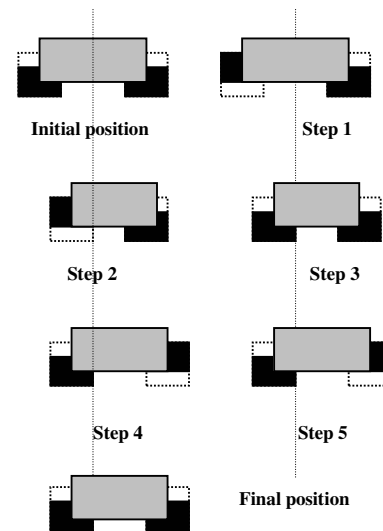 Initial position
Step 1
Step 2
Step 3
Step 4
Step 5
Final position